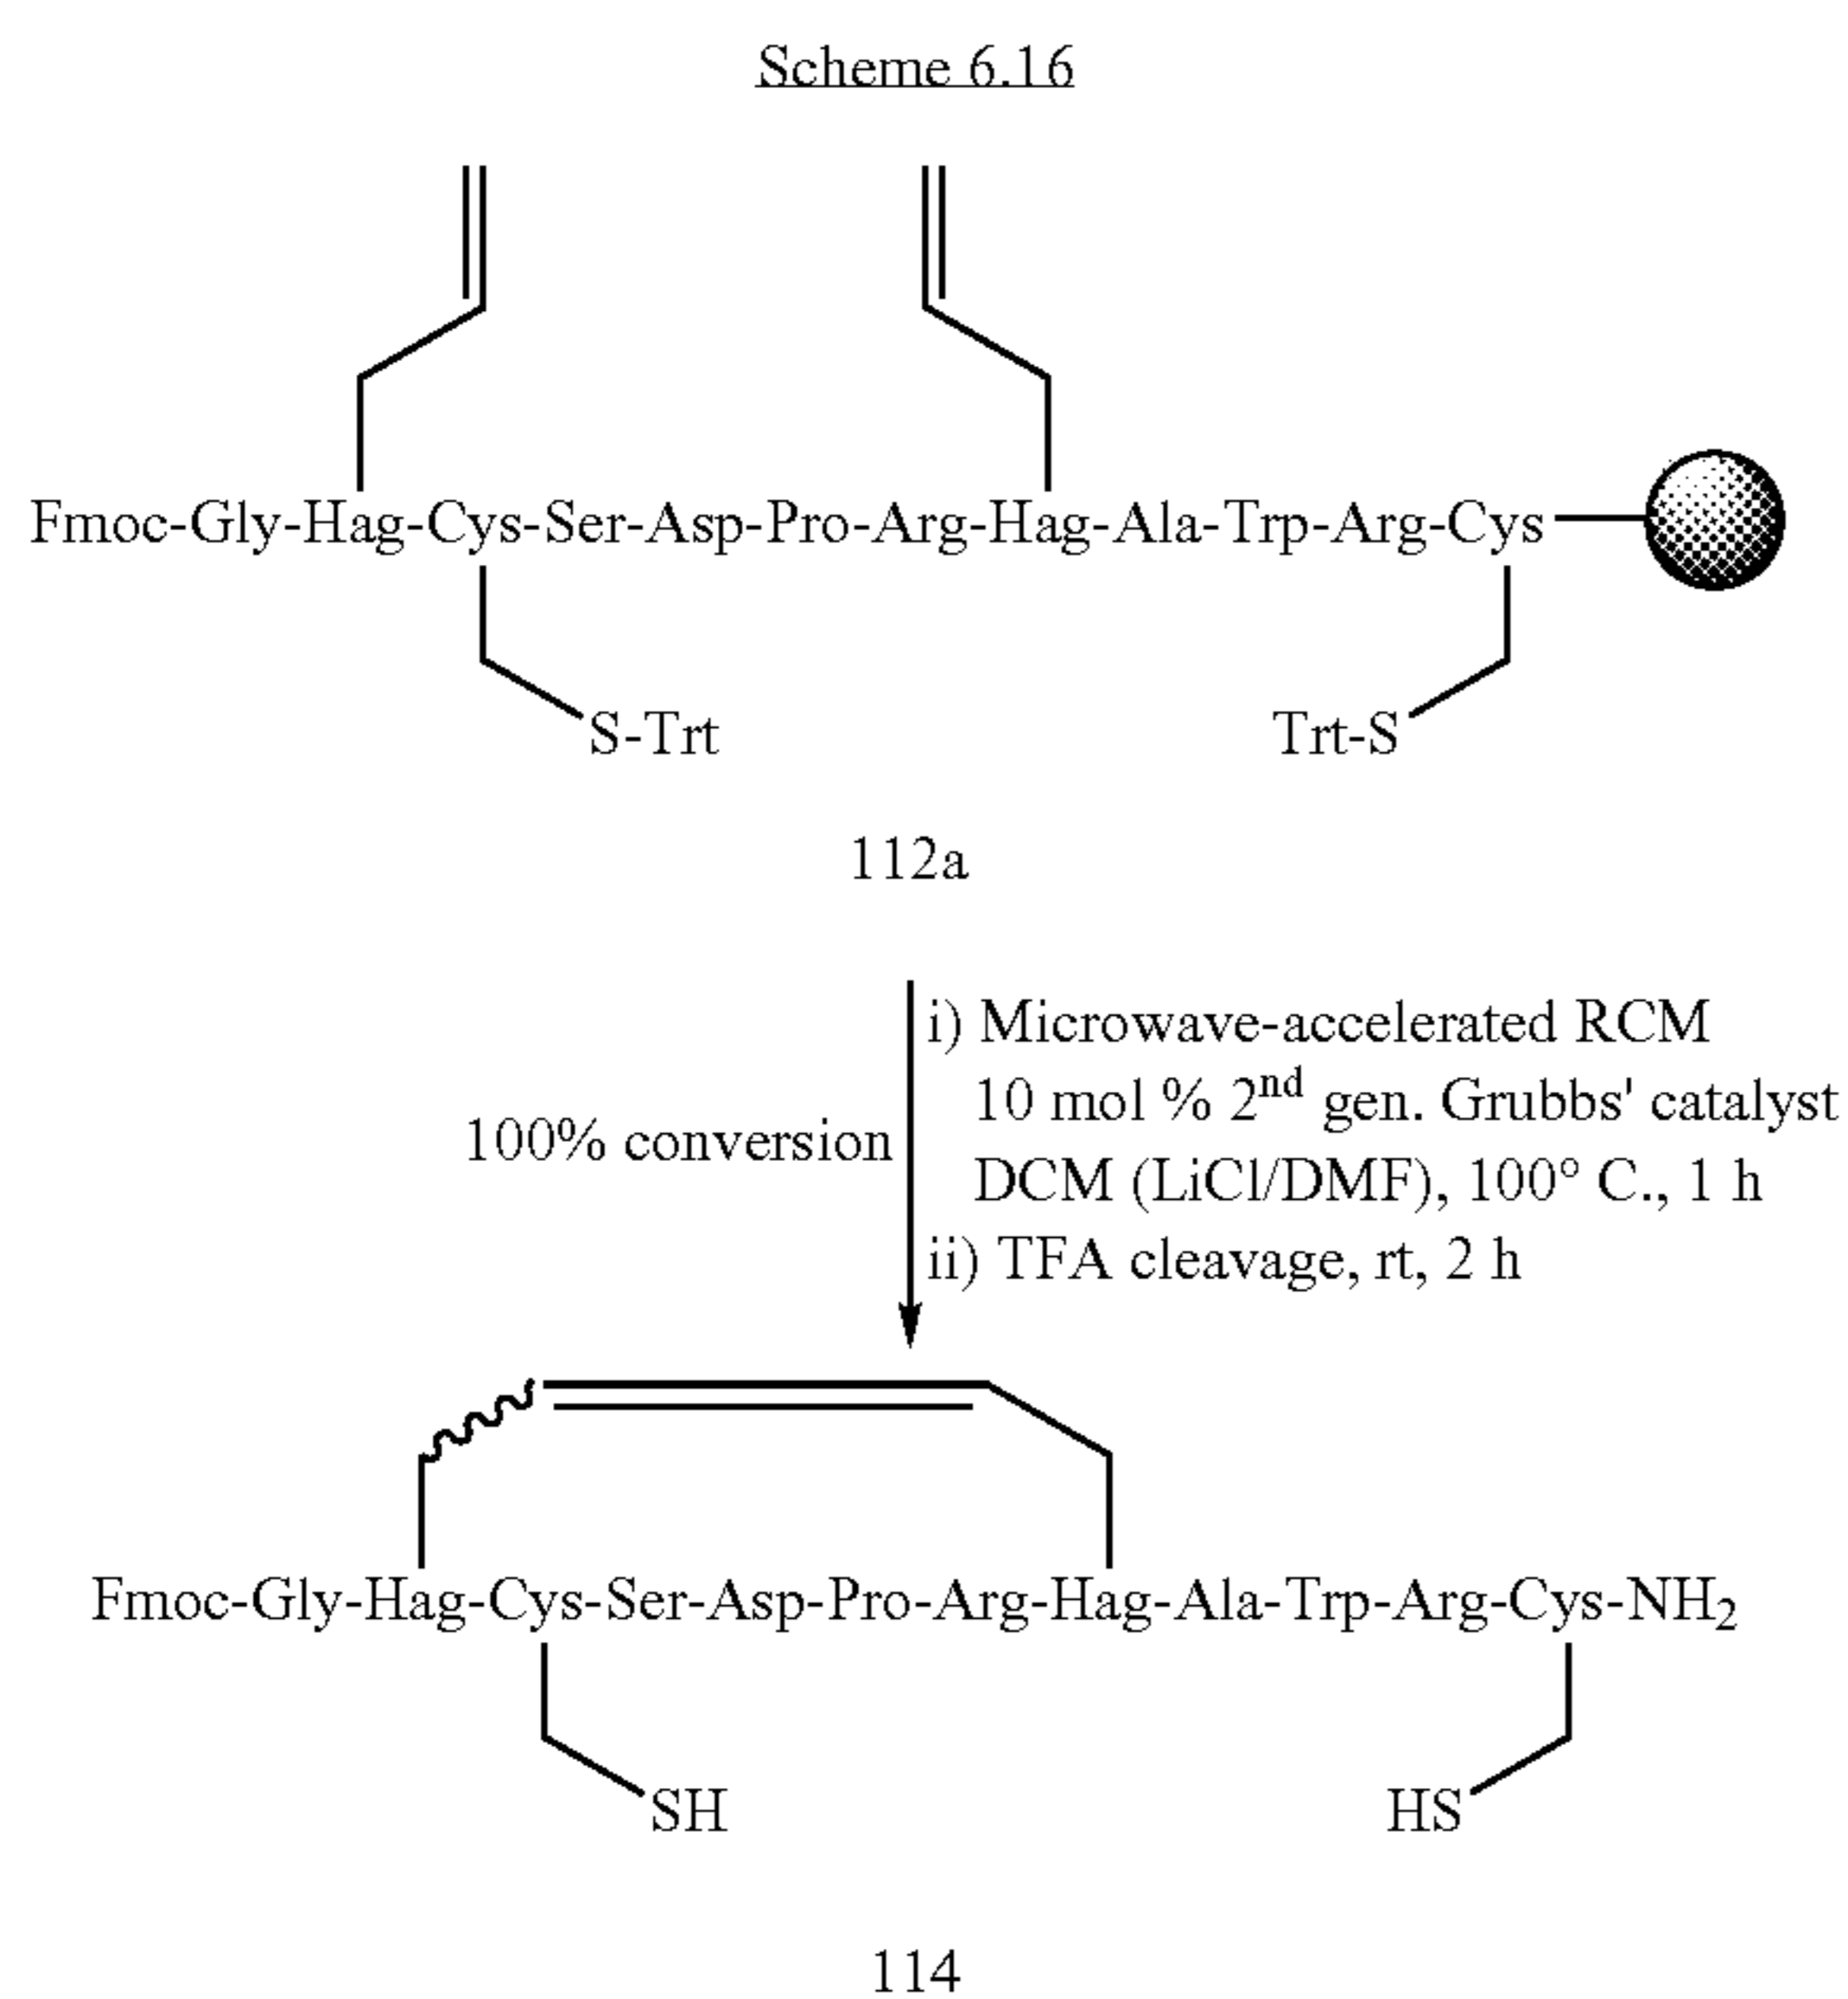 Scheme 6.16
Fmoc-Gly-Hag-Cys-Ser-Asp-Pro-Arg-Hag-Ala-Trp-Arg-Cys
S-Trt
Trt-S
112a
i) Microwave-accelerated RCM
10 mol % 2nd gen. Grubbs' catalyst
100% conversion
DCM (LiCl/DMF), 100° C., 1 h
ii) TFA cleavage, rt, 2 h
Fmoc-Gly-Hag-Cys-Ser-Asp-Pro-Arg-Hag-Ala-Trp-Arg-Cys-NH2
SH
HS
114